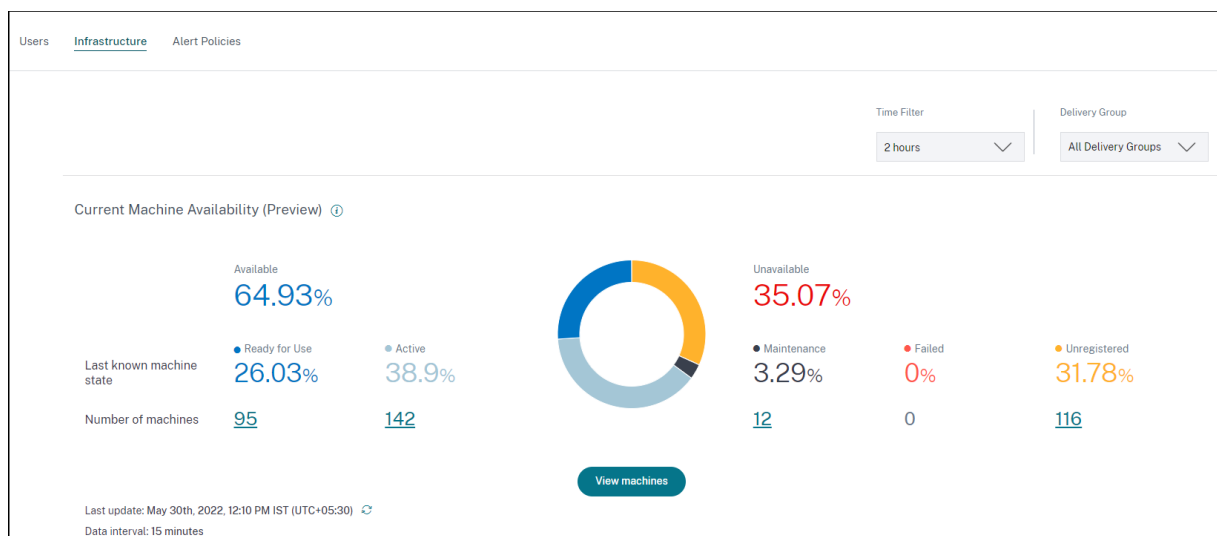 Users Infrastructure Alert Policies
Time Filter Delivery Group
2 hours All Delivery Groups
Current Machine Availability (Preview)
Available Unavailable
64.93% 35.07%
Ready for Use Active Maintenance Failed Unregistered
Last known machine state 26.03% 38.9% 3.29% 0% 31.78%
Number of machines 95 142 12 0 116
View machines
Last update: May 30th, 2022, 12:10 PM IST (UTC+05:30)
Data interval: 15 minutes